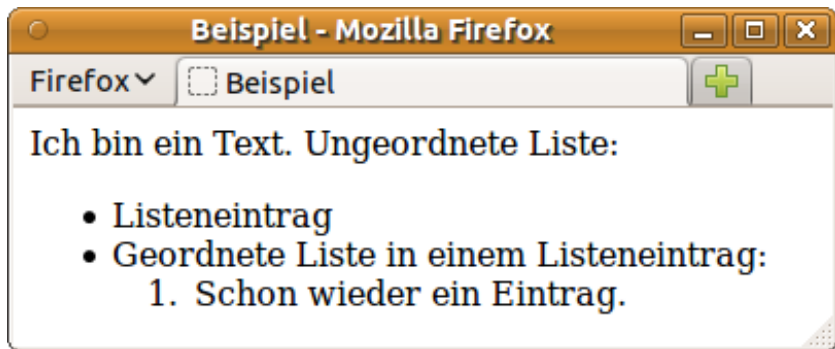 Beispiel - Mozilla Firefox
Firefox
Beispiel
Ich bin ein Text. Ungeordnete Liste:
• Listeneintrag
• Geordnete Liste in einem Listeneintrag:
1. Schon wieder ein Eintrag.